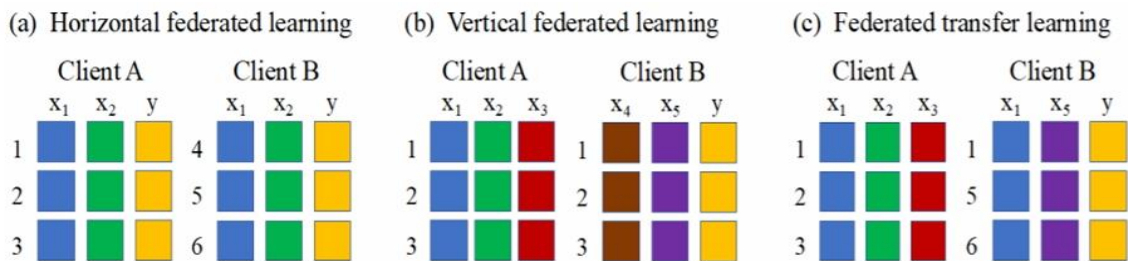 (a) Horizontal federated learning (b) Vertical federated learning (c) Federated transfer learning
Client A Client B Client A Client B Client A Client B
x₁ x₂ y x₁ x₂ y x₁ x₂ x₃ x₄ x₅ y x₁ x₂ x₃ x₁ x₅ y
1 4 1 1 1 1
2 5 2 2 2 5
3 6 3 3 3 6